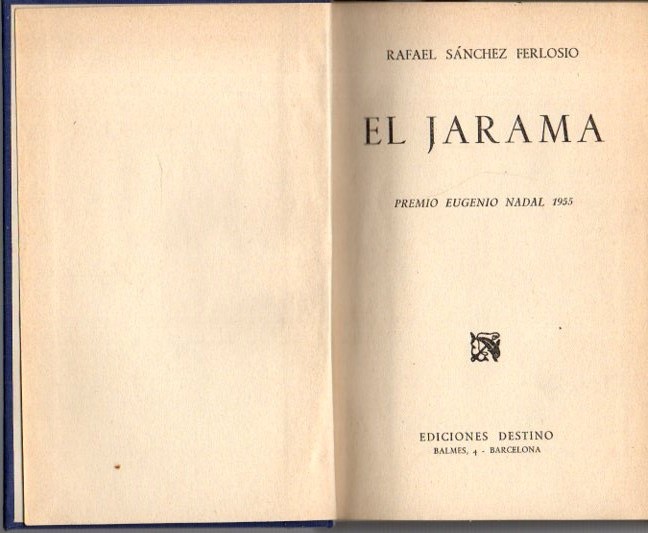 RAFAEL SÁNCHEZ FERLOSIO
EL JARAMA
PREMIO EUGENIO NADAL 1955
EDICIONES DESTINO
BALMES, 4 - BARCELONA